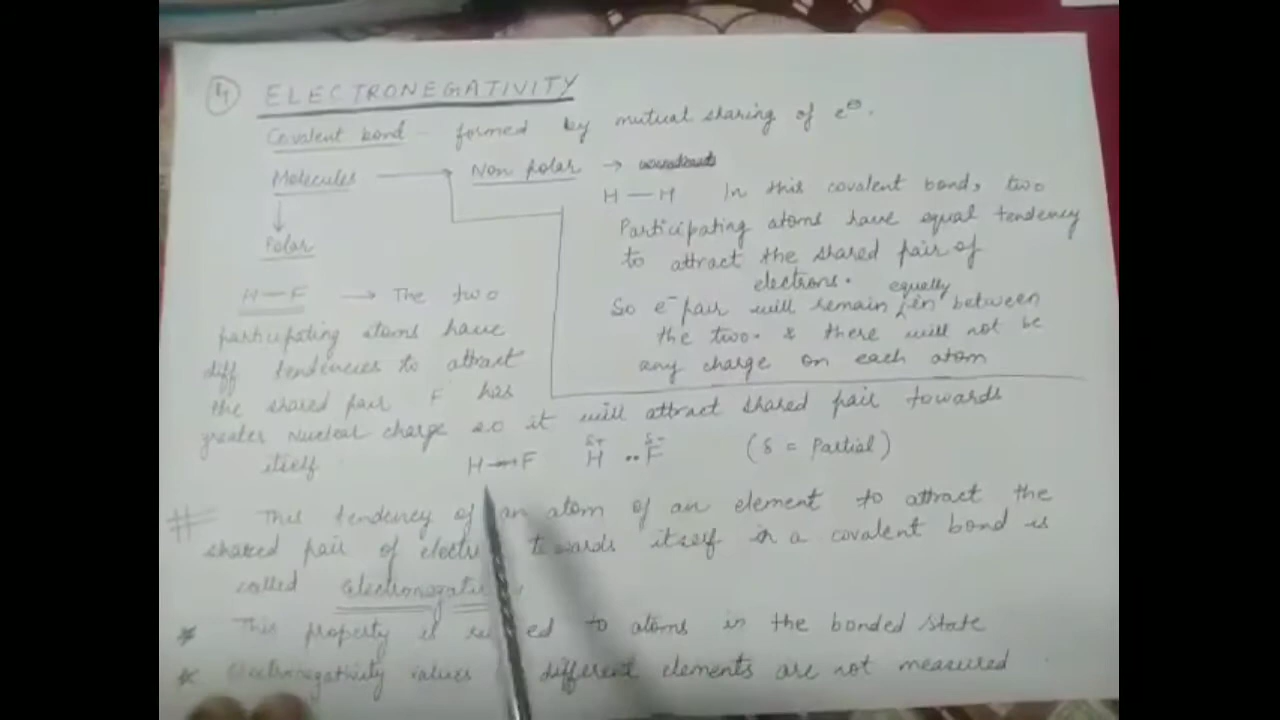 4
ELECTRONEGATIVITY
Covalent bond - formed by mutual sharing of e⊖.
Molecules → Non polar →
H — H In this covalent bond, two
Participating atoms have equal tendency
to attract the shared pair of
electrons. equally
So e⁻ pair will remain in between
the two. & there will not be
any charge on each atom
↓
Polar
H — F → The two
participating atoms have
diff tendencies to attract
the shared pair F has
greater Nuclear charge so it will attract shared pair towards
itself
H — F δ+ H .. δ- F (δ = Partial)
# This tendency of an atom of an element to attract the
shared pair of towards itself in a covalent bond is
called
* This property is to atoms in the bonded state
* Electronegativity values different elements are not measured